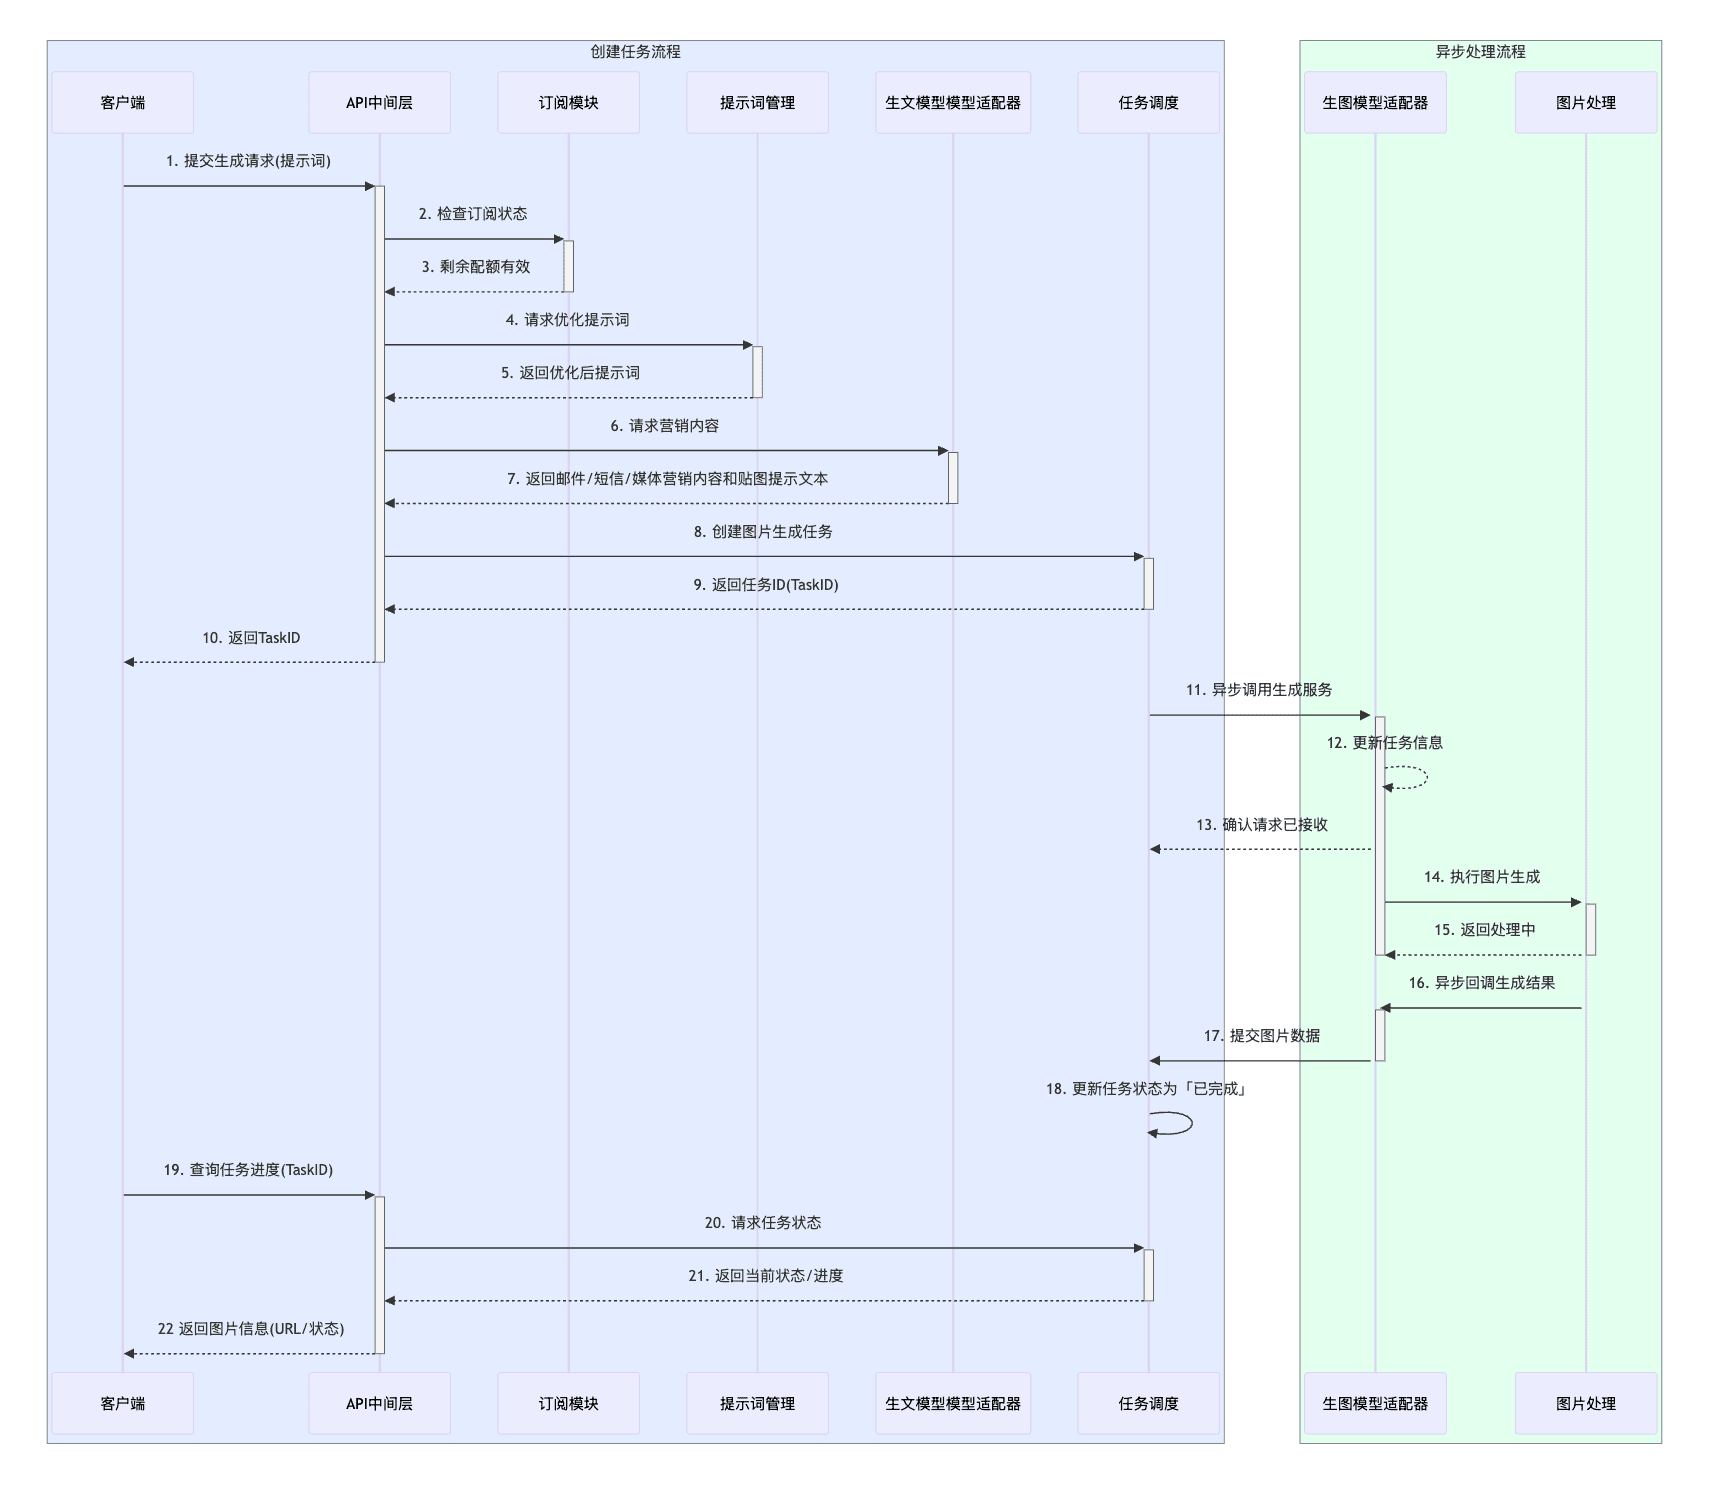 创建任务流程
异步处理流程
客户端
API中间层
订阅模块
提示词管理
生文模型模型适配器
任务调度
生图模型适配器
图片处理
1. 提交生成请求(提示词)
2. 检查订阅状态
3. 剩余配额有效
4. 请求优化提示词
5. 返回优化后提示词
6. 请求营销内容
7. 返回邮件/短信/媒体营销内容和贴图提示文本
8. 创建图片生成任务
9. 返回任务ID(TaskID)
10. 返回TaskID
11. 异步调用生成服务
12. 更新任务信息
13. 确认请求已接收
14. 执行图片生成
15. 返回处理中
16. 异步回调生成结果
17. 提交图片数据
18. 更新任务状态为「已完成」
19. 查询任务进度(TaskID)
20. 请求任务状态
21. 返回当前状态/进度
22 返回图片信息(URL/状态)
客户端
API中间层
订阅模块
提示词管理
生文模型模型适配器
任务调度
生图模型适配器
图片处理